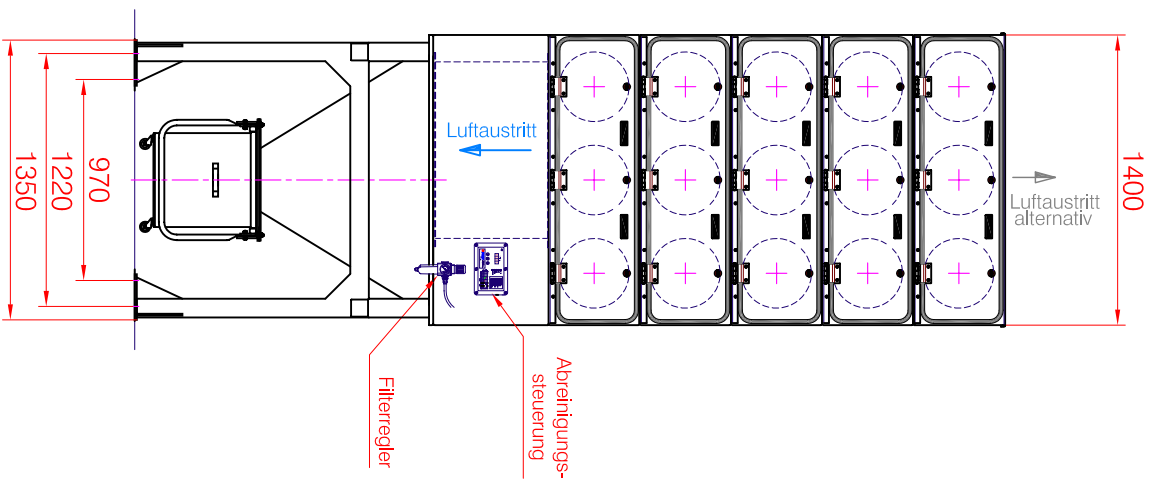 Luftaustritt
Luftaustritt
alternativ
1400
970
1220
1350
Abreinigungs-
steuerung
Filterregler